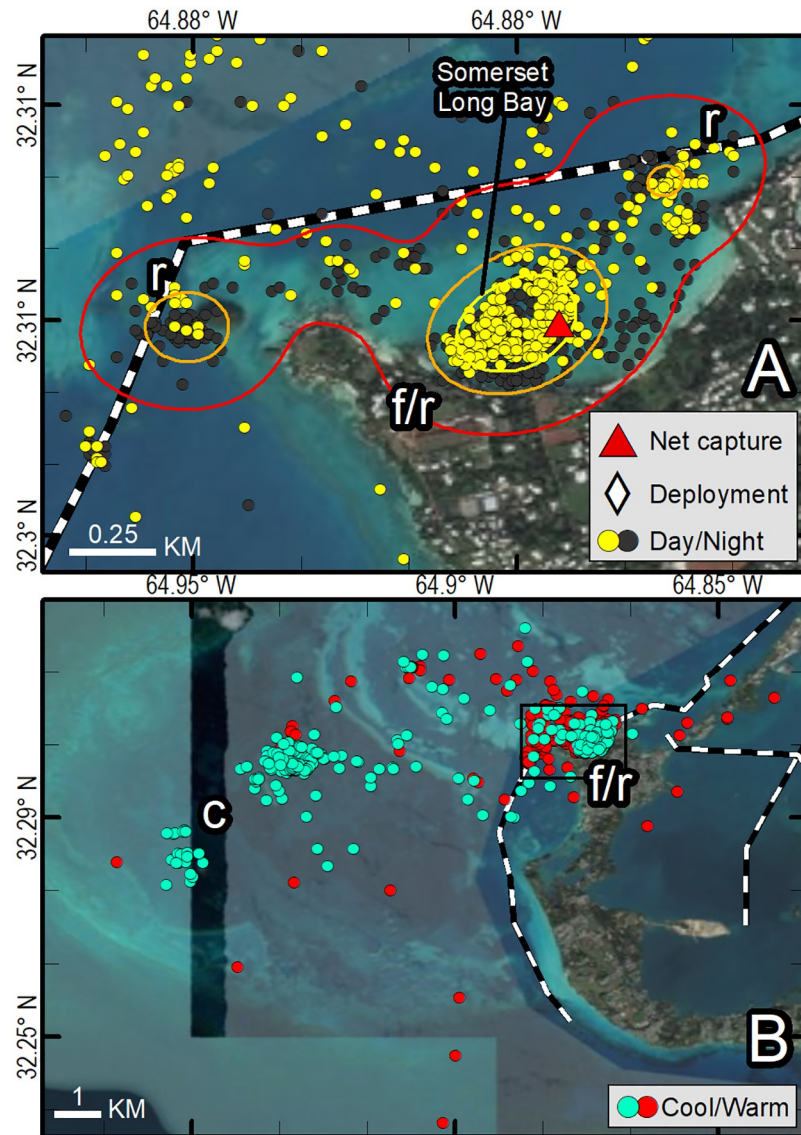 64.88° W
64.88° W
Somerset
Long Bay
32.31° N
r
r
32.31° N
A
f/r
Net capture
Deployment
Day/Night
32.3° N
0.25
KM
64.95° W
64.9° W
64.85° W
f/r
32.29° N
c
32.25° N
B
1
KM
Cool/Warm